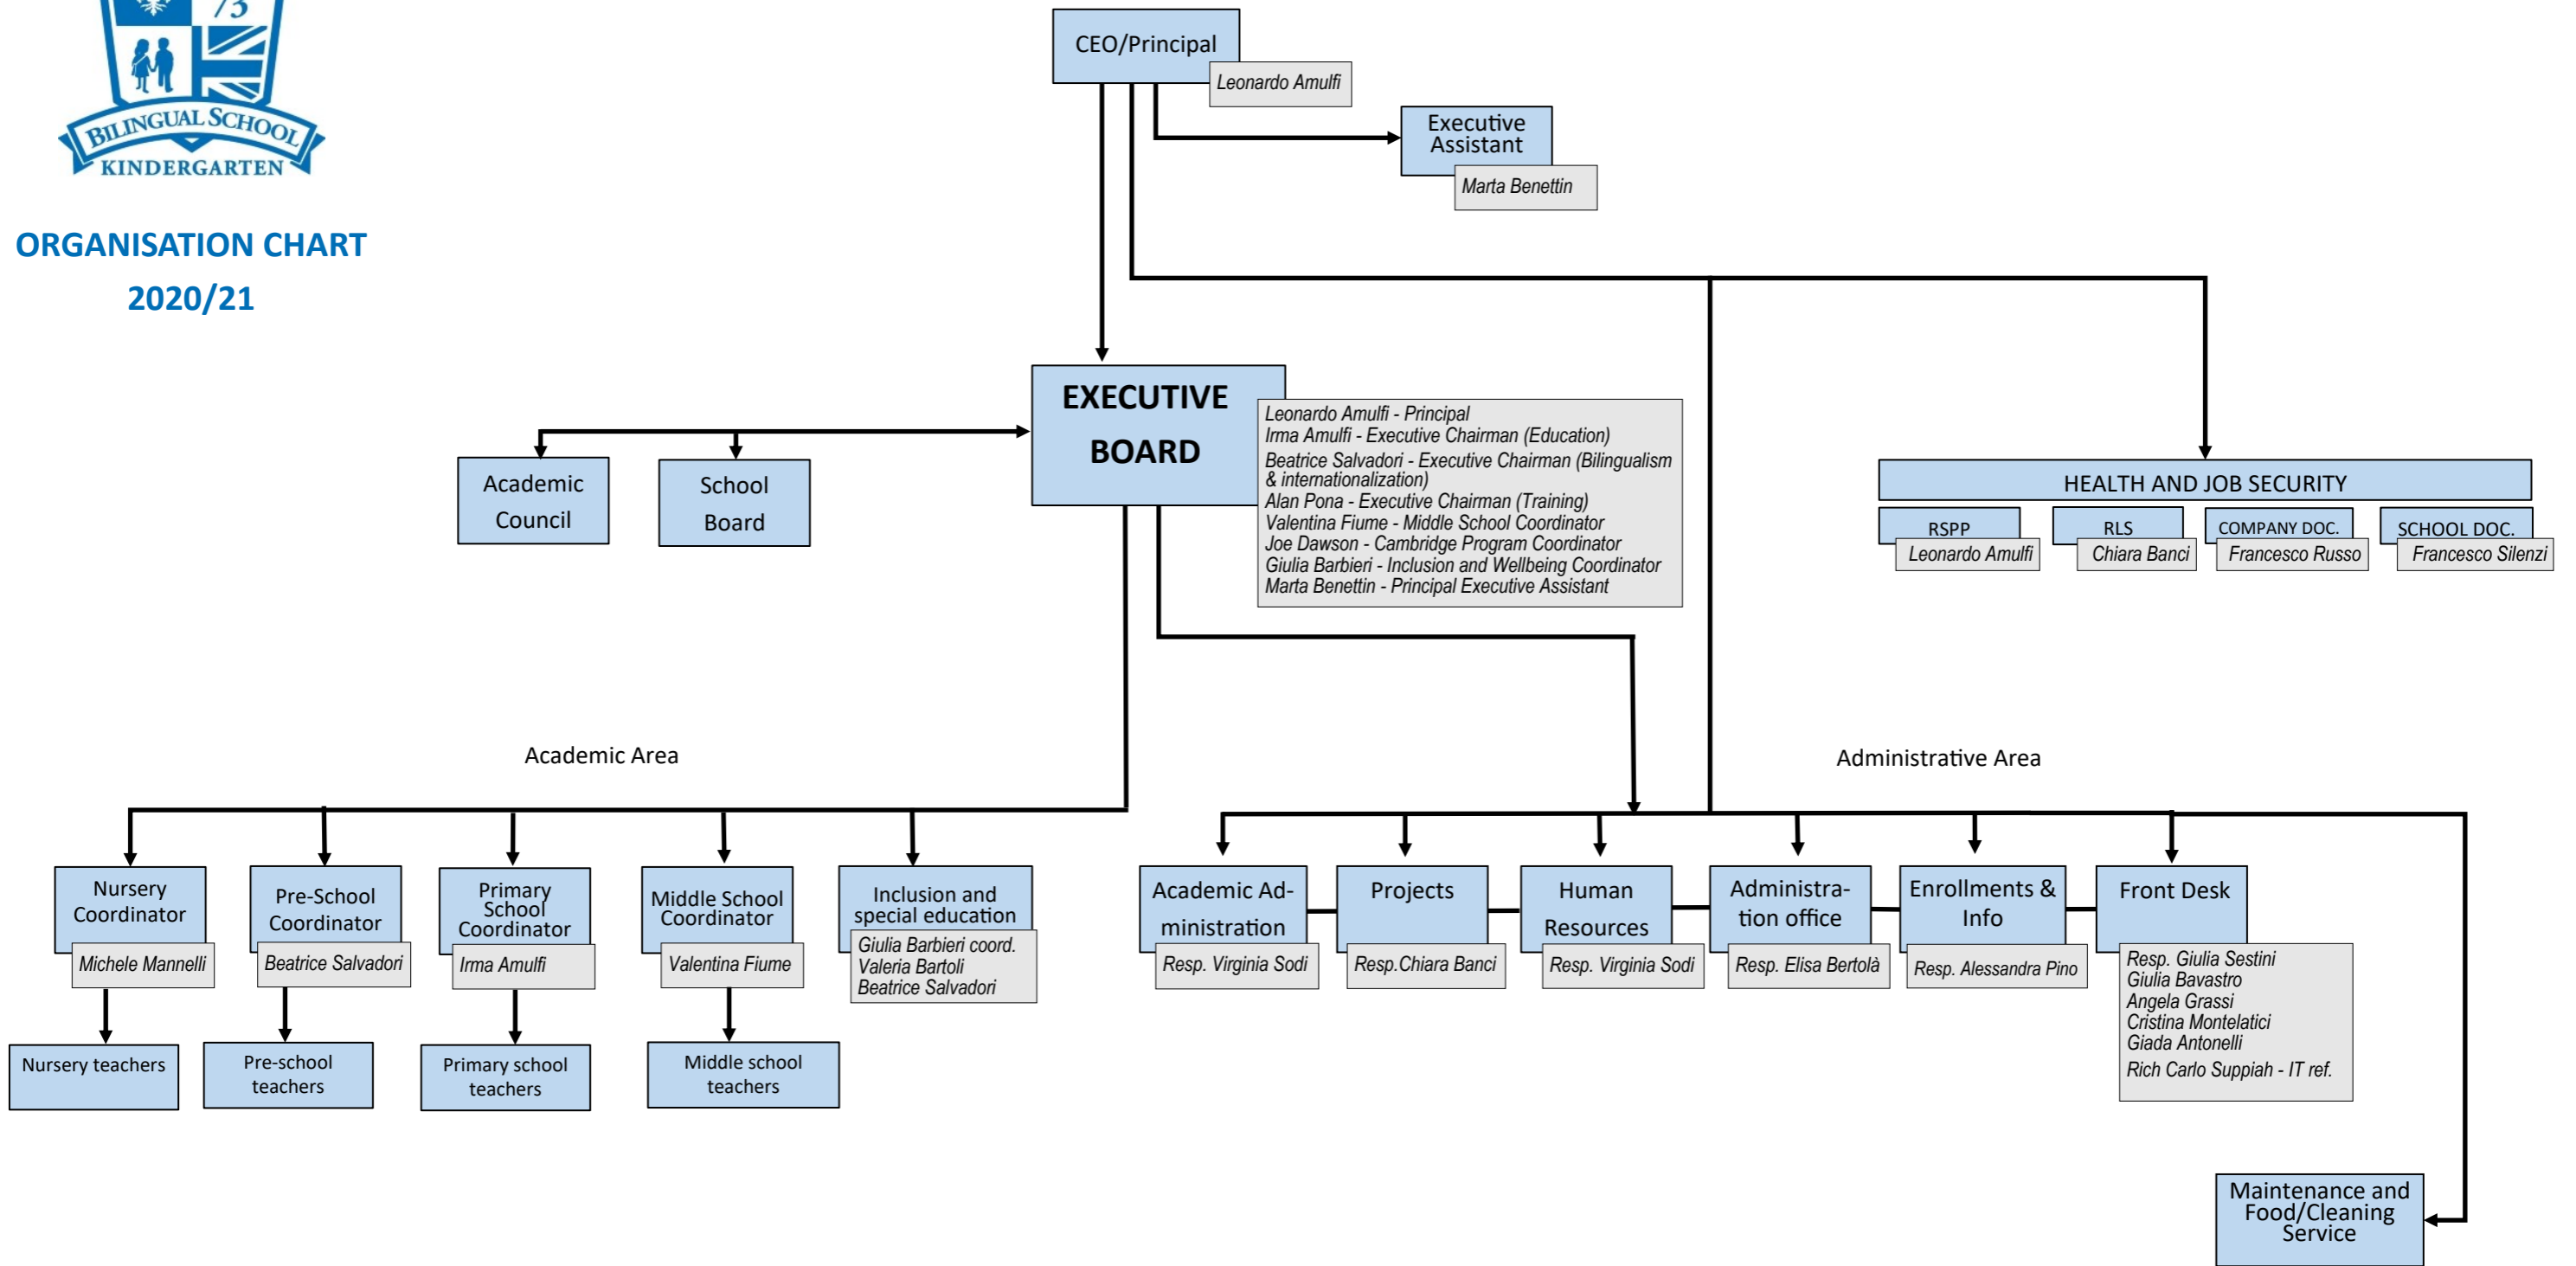 73
BILINGUAL SCHOOL
KINDERGARTEN
ORGANISATION CHART
2020/21
CEO/Principal
Leonardo Amulfi
Executive
Assistant
Marta Benettin
EXECUTIVE
BOARD
Leonardo Amulfi - Principal
Irma Amulfi - Executive Chairman (Education)
Beatrice Salvadori - Executive Chairman (Bilingualism
& internationalization)
Alan Pona - Executive Chairman (Training)
Valentina Fiume - Middle School Coordinator
Joe Dawson - Cambridge Program Coordinator
Giulia Barbieri - Inclusion and Wellbeing Coordinator
Marta Benettin - Principal Executive Assistant
Academic
Council
School
Board
HEALTH AND JOB SECURITY
RSPP
Leonardo Amulfi
RLS
Chiara Banci
COMPANY DOC.
Francesco Russo
SCHOOL DOC.
Francesco Silenzi
Academic Area
Nursery
Coordinator
Michele Mannelli
Pre-School
Coordinator
Beatrice Salvadori
Primary
School
Coordinator
Irma Amulfi
Middle School
Coordinator
Valentina Fiume
Inclusion and
special education
Giulia Barbieri coord.
Valeria Bartoli
Beatrice Salvadori
Nursery teachers
Pre-school
teachers
Primary school
teachers
Middle school
teachers
Administrative Area
Academic Ad-
ministration
Resp. Virginia Sodi
Projects
Resp.Chiara Banci
Human
Resources
Resp. Virginia Sodi
Administra-
tion office
Resp. Elisa Bertolà
Enrollments &
Info
Resp. Alessandra Pino
Front Desk
Resp. Giulia Sestini
Giulia Bavastro
Angela Grassi
Cristina Montelatici
Giada Antonelli
Rich Carlo Suppiah - IT ref.
Maintenance and
Food/Cleaning
Service